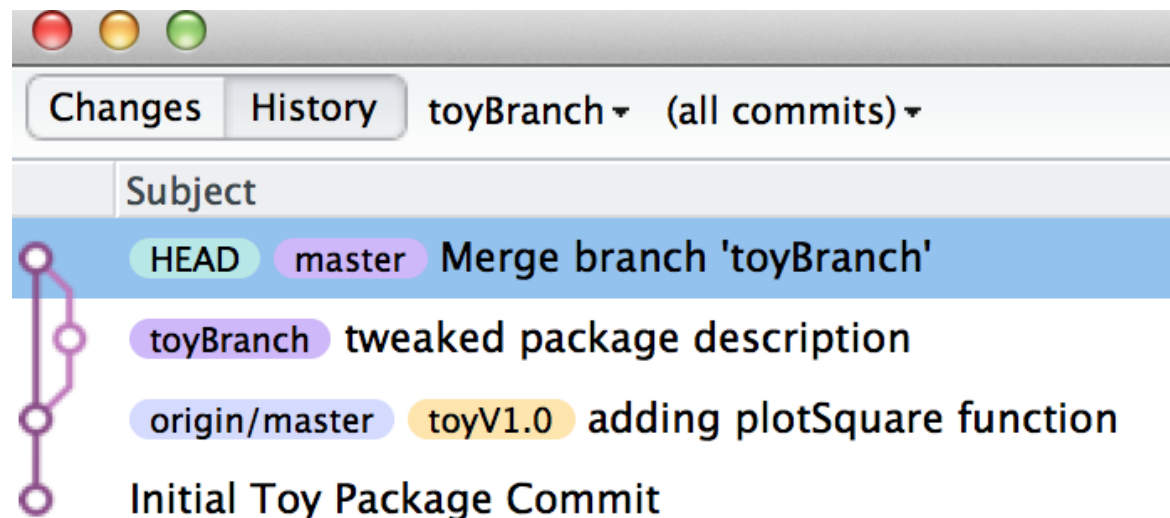 Changes History toyBranch (all commits)
Subject
HEAD master Merge branch 'toyBranch'
toyBranch tweaked package description
origin/master toyV1.0 adding plotSquare function
Initial Toy Package Commit